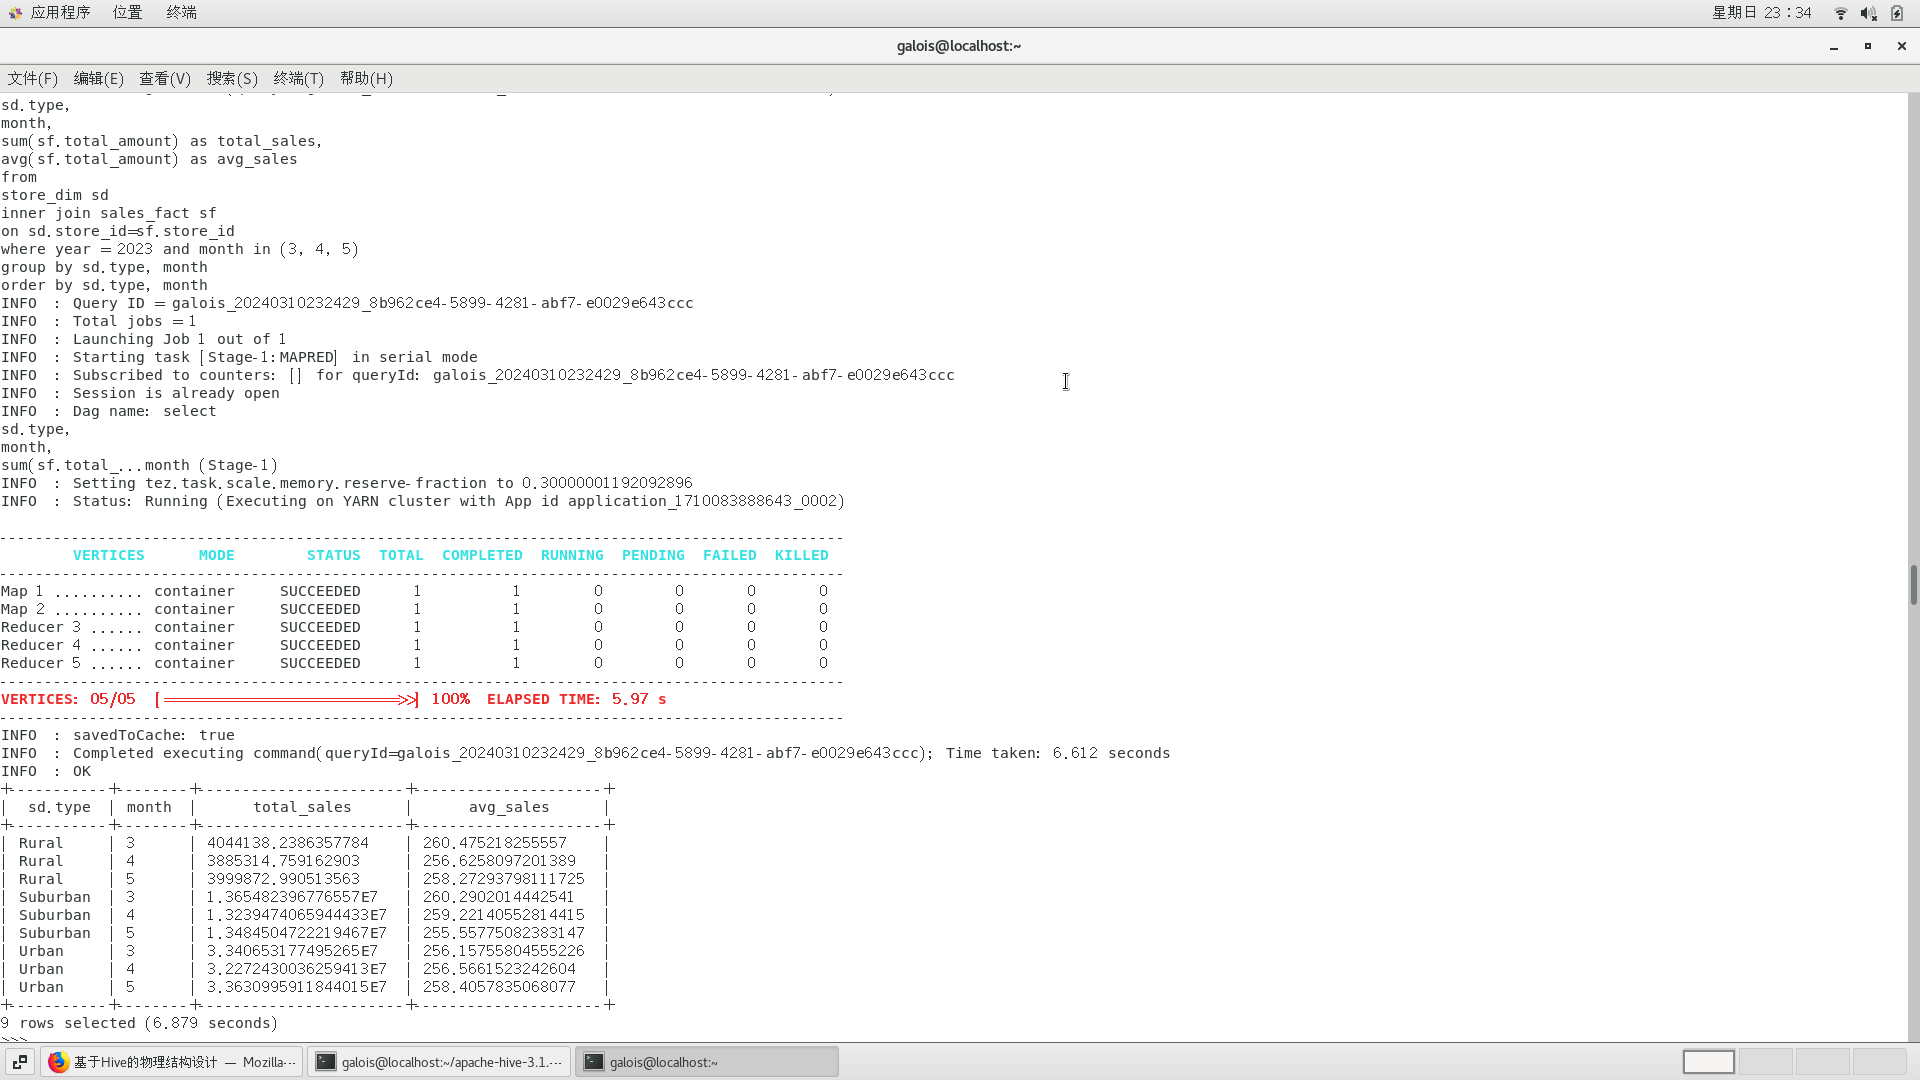 应用程序 位置 终端 星期日 23：34
galois@localhost:~
文件(F) 编辑(E) 查看(V) 搜索(S) 终端(T) 帮助(H)
sd.type,
month,
sum(sf.total_amount) as total_sales,
avg(sf.total_amount) as avg_sales
from
store_dim sd
inner join sales_fact sf
on sd.store_id=sf.store_id
where year = 2023 and month in (3, 4, 5)
group by sd.type, month
order by sd.type, month
INFO  : Query ID = galois_20240310232429_8b962ce4-5899-4281-abf7-e0029e643ccc
INFO  : Total jobs = 1
INFO  : Launching Job 1 out of 1
INFO  : Starting task [Stage-1:MAPRED] in serial mode
INFO  : Subscribed to counters: [] for queryId: galois_20240310232429_8b962ce4-5899-4281-abf7-e0029e643ccc
INFO  : Session is already open
INFO  : Dag name: select
sd.type,
month,
sum(sf.total_...month (Stage-1)
INFO  : Setting tez.task.scale.memory.reserve-fraction to 0.30000001192092896
INFO  : Status: Running (Executing on YARN cluster with App id application_1710083888643_0002)
----------------------------------------------------------------------------------------------
VERTICES      MODE        STATUS  TOTAL  COMPLETED  RUNNING  PENDING  FAILED  KILLED
----------------------------------------------------------------------------------------------
Map 1 .......... container     SUCCEEDED      1          1        0        0       0       0
Map 2 .......... container     SUCCEEDED      1          1        0        0       0       0
Reducer 3 ...... container     SUCCEEDED      1          1        0        0       0       0
Reducer 4 ...... container     SUCCEEDED      1          1        0        0       0       0
Reducer 5 ...... container     SUCCEEDED      1          1        0        0       0       0
----------------------------------------------------------------------------------------------
VERTICES: 05/05  [==========================>>] 100%  ELAPSED TIME: 5.97 s
----------------------------------------------------------------------------------------------
INFO  : savedToCache: true
INFO  : Completed executing command(queryId=galois_20240310232429_8b962ce4-5899-4281-abf7-e0029e643ccc); Time taken: 6.612 seconds
INFO  : OK
+-----------+--------+-----------------------+---------------------+
|  sd.type  | month  |      total_sales      |      avg_sales      |
+-----------+--------+-----------------------+---------------------+
| Rural     | 3      | 4044138.2386357784    | 260.475218255557    |
| Rural     | 4      | 3885314.759162903     | 256.6258097201389   |
| Rural     | 5      | 3999872.990513563     | 258.27293798111725  |
| Suburban  | 3      | 1.365482396776557E7   | 260.2902014442541   |
| Suburban  | 4      | 1.3239474065944433E7  | 259.22140552814415  |
| Suburban  | 5      | 1.3484504722219467E7  | 255.55775082383147  |
| Urban     | 3      | 3.340653177495265E7   | 256.15755804555226  |
| Urban     | 4      | 3.2272430036259413E7  | 256.5661523242604   |
| Urban     | 5      | 3.3630995911844015E7  | 258.4057835068077   |
+-----------+--------+-----------------------+---------------------+
9 rows selected (6.879 seconds)
基于Hive的物理结构设计 — Mozilla··· galois@localhost:~/apache-hive-3.1.··· galois@localhost:~